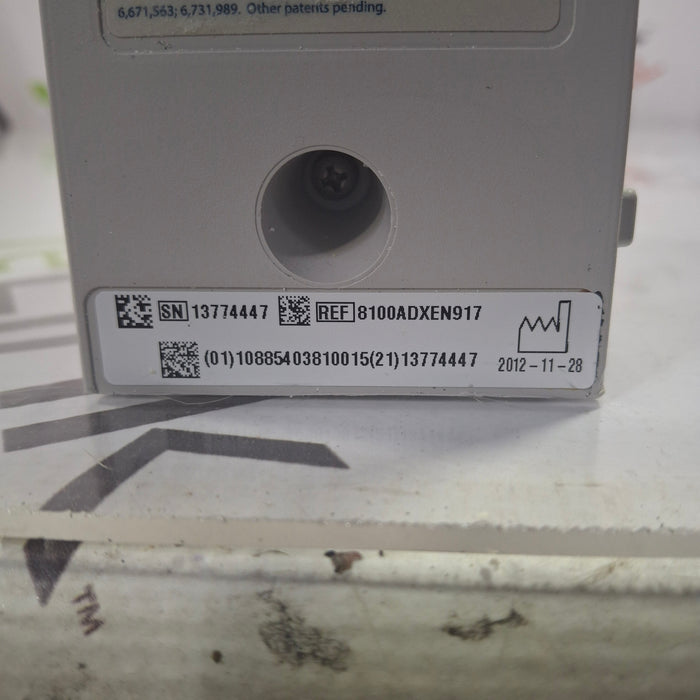 6,671,563; 6,731,989. Other patents pending.
SN 13774447 REF 8100ADXEN917
(01)10885403810015(21)13774447
2012-11-28
TM